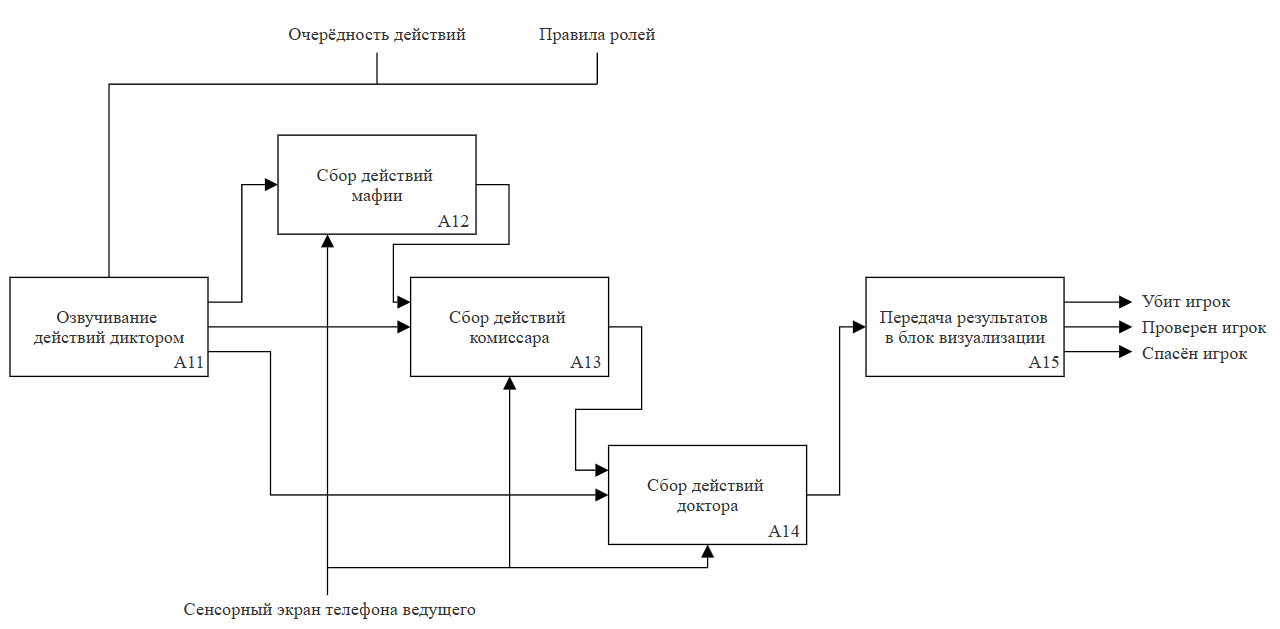 Очерёдность действий
Правила ролей
Сбор действий
мафии
A12
Озвучивание
действий диктором
A11
Сбор действий
комиссара
A13
Передача результатов
в блок визуализации
A15
Убит игрок
Проверен игрок
Спасён игрок
Сбор действий
доктора
A14
Сенсорный экран телефона ведущего